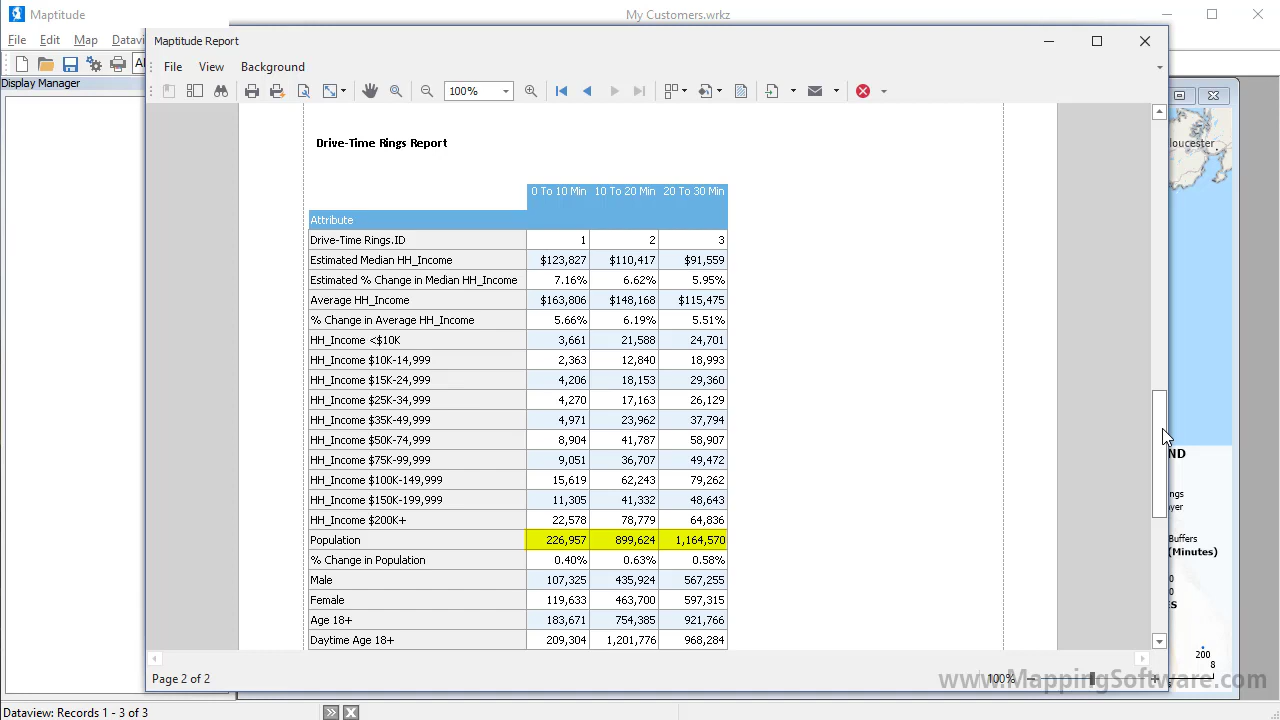 Maptitude
My Customers.wrkz
File Edit Map Datavi
Display Manager
Maptitude Report
File View Background
100%
Drive-Time Rings Report
0 To 10 Min 10 To 20 Min 20 To 30 Min
Attribute
Drive-Time Rings.ID 1 2 3
Estimated Median HH_Income $123,827 $110,417 $91,559
Estimated % Change in Median HH_Income 7.16% 6.62% 5.95%
Average HH_Income $163,806 $148,168 $115,475
% Change in Average HH_Income 5.66% 6.19% 5.51%
HH_Income <$10K 3,661 21,588 24,701
HH_Income $10K-14,999 2,363 12,840 18,993
HH_Income $15K-24,999 4,206 18,153 29,360
HH_Income $25K-34,999 4,270 17,163 26,129
HH_Income $35K-49,999 4,971 23,962 37,794
HH_Income $50K-74,999 8,904 41,787 58,907
HH_Income $75K-99,999 9,051 36,707 49,472
HH_Income $100K-149,999 15,619 62,243 79,262
HH_Income $150K-199,999 11,305 41,332 48,643
HH_Income $200K+ 22,578 78,779 64,836
Population 226,957 899,624 1,164,570
% Change in Population 0.40% 0.63% 0.58%
Male 107,325 435,924 567,255
Female 119,633 463,700 597,315
Age 18+ 183,671 754,385 921,766
Daytime Age 18+ 209,304 1,201,776 968,284
loucester
ND
ngs
yer
Buffers
(Minutes)
0
0
S
200
8
Page 2 of 2
100%
www.MappingSoftware.com
Dataview: Records 1 - 3 of 3